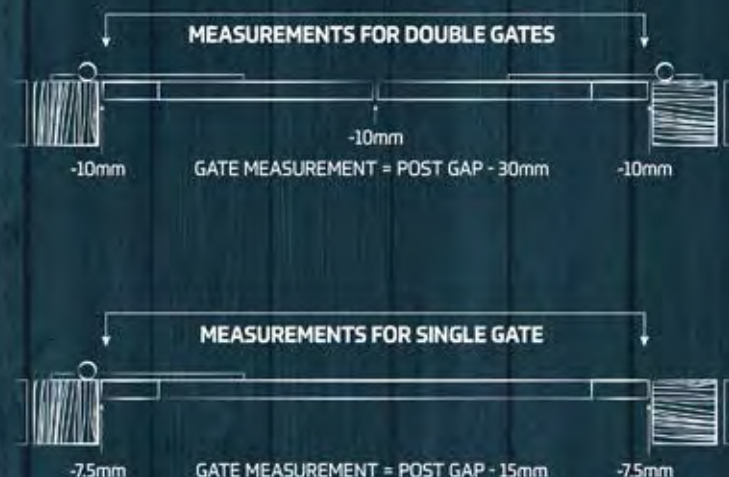 MEASUREMENTS FOR DOUBLE GATES
-10mm
-10mm GATE MEASUREMENT = POST GAP - 30mm -10mm
MEASUREMENTS FOR SINGLE GATE
-7.5mm GATE MEASUREMENT = POST GAP - 15mm -7.5mm